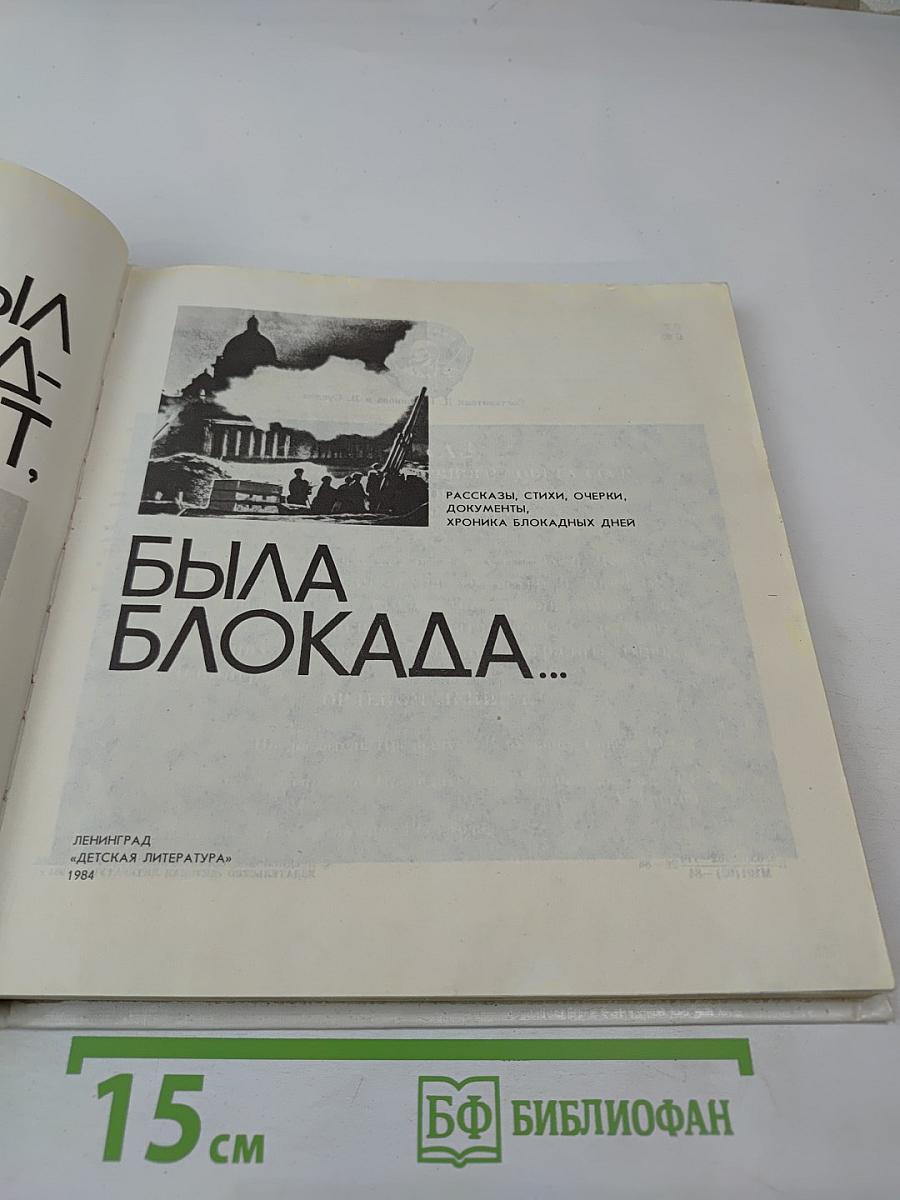 РАССКАЗЫ, СТИХИ, ОЧЕРКИ,
ДОКУМЕНТЫ,
ХРОНИКА БЛОКАДНЫХ ДНЕЙ
БЫЛА
БЛОКАДА...
ЛЕНИНГРАД
«ДЕТСКАЯ ЛИТЕРАТУРА»
1984
15 СМ
БФ БИБЛИОФАН